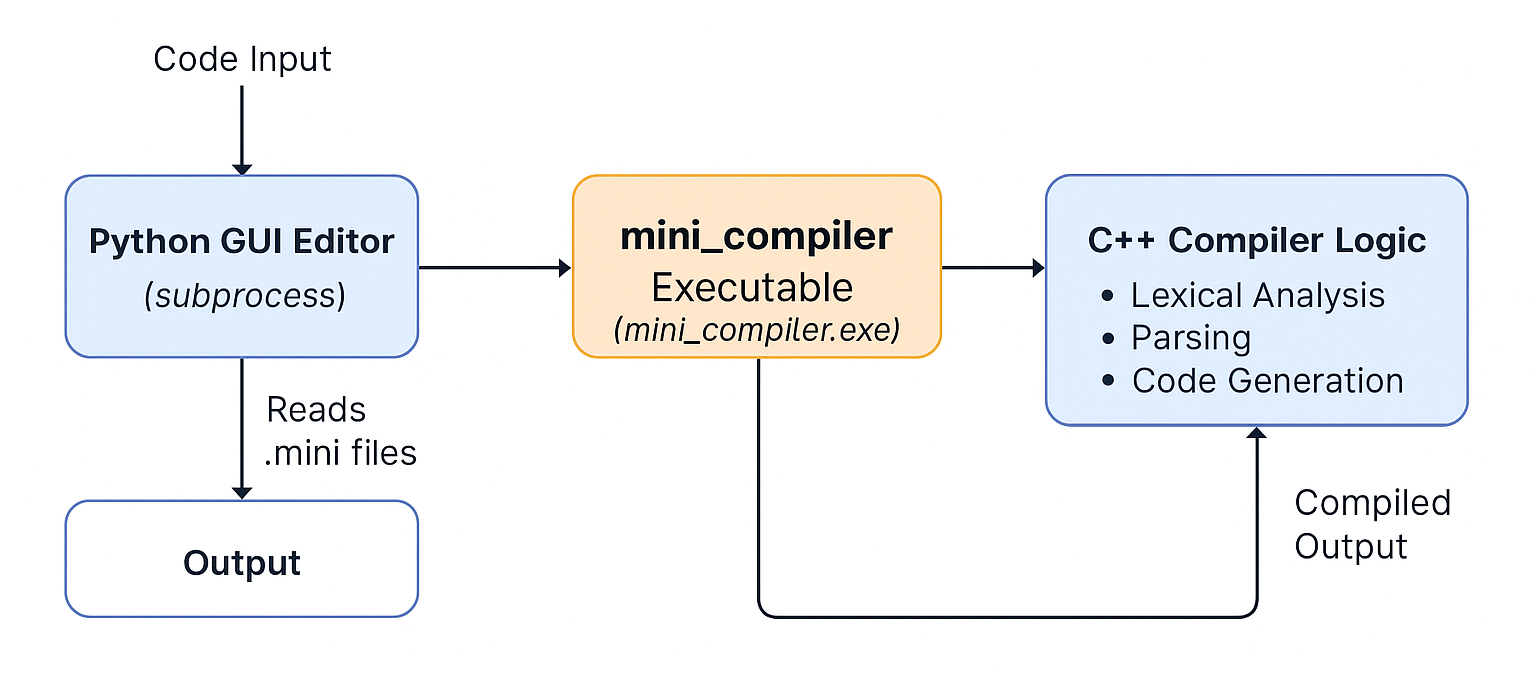 Code Input
Python GUI Editor
(subprocess)
mini_compiler
Executable
(mini_compiler.exe)
C++ Compiler Logic
• Lexical Analysis
• Parsing
• Code Generation
Reads
.mini files
Output
Compiled
Output